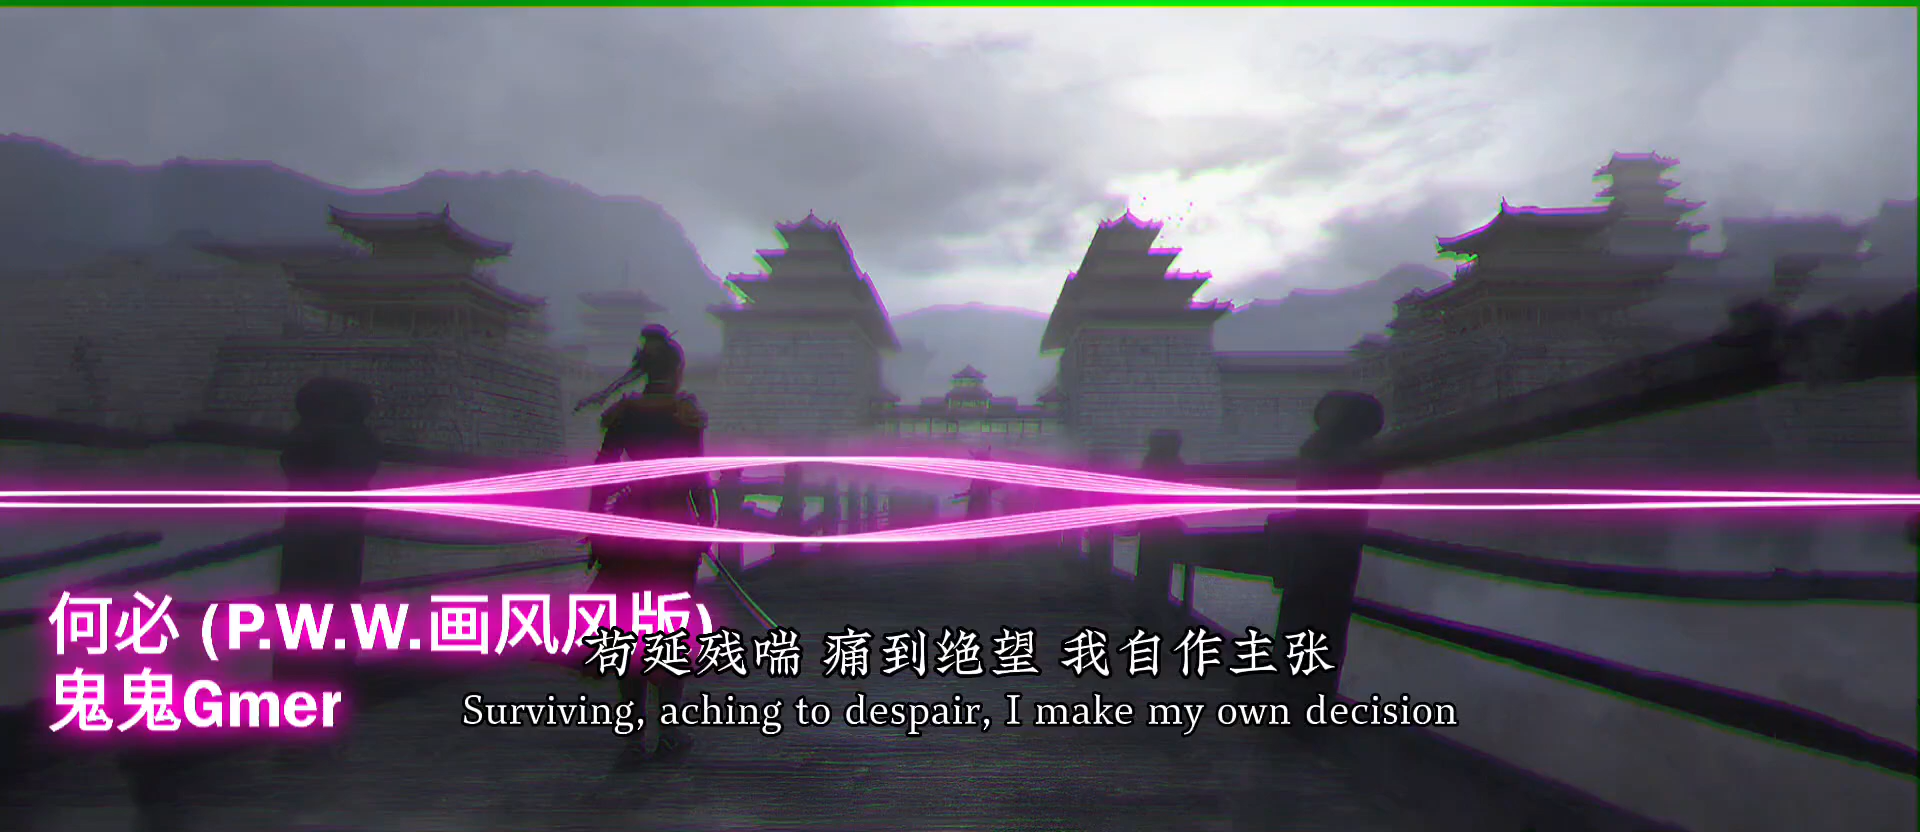 何必 (P.W.W.画风风版)
苟延残喘 痛到绝望 我自作主张
鬼鬼Gmer
Surviving, aching to despair, I make my own decision